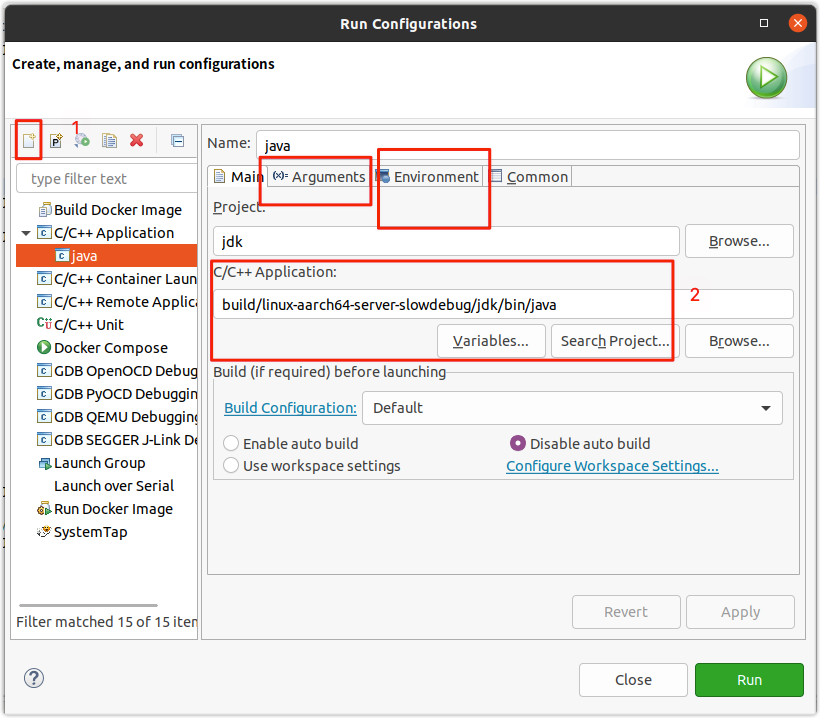 Run Configurations
Create, manage, and run configurations
1
type filter text
Build Docker Image
C/C++ Application
java
C/C++ Container Laun
C/C++ Remote Applica
C/C++ Unit
Docker Compose
GDB OpenOCD Debug
GDB PyOCD Debuggin
GDB QEMU Debugging
GDB SEGGER J-Link De
Launch Group
Launch over Serial
Run Docker Image
SystemTap
Filter matched 15 of 15 item
Name: java
Main (x)= Arguments Environment Common
Project:
jdk Browse...
C/C++ Application:
build/linux-aarch64-server-slowdebug/jdk/bin/java
2
Variables... Search Project... Browse...
Build (if required) before launching
Build Configuration: Default
Enable auto build Disable auto build
Use workspace settings Configure Workspace Settings...
Revert Apply
? Close Run